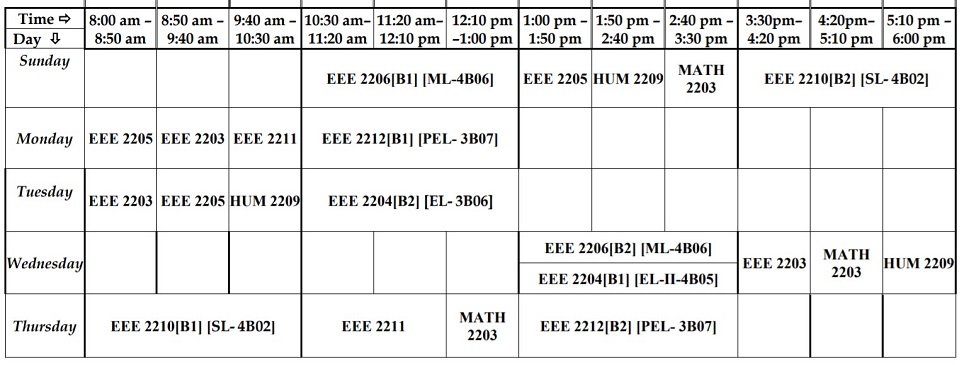 Time ⇨ 8:00 am – 8:50 am – 9:40 am – 10:30 am– 11:20 am– 12:10 pm 1:00 pm – 1:50 pm – 2:40 pm – 3:30pm– 4:20pm– 5:10 pm –
Day ⇩ 8:50 am 9:40 am 10:30 am 11:20 am 12:10 pm –1:00 pm 1:50 pm 2:40 pm 3:30 pm 4:20 pm 5:10 pm 6:00 pm
Sunday EEE 2206[B1] [ML-4B06] EEE 2205 HUM 2209 MATH 2203 EEE 2210[B2] [SL- 4B02]
Monday EEE 2205 EEE 2203 EEE 2211 EEE 2212[B1] [PEL- 3B07]
Tuesday EEE 2203 EEE 2205 HUM 2209 EEE 2204[B2] [EL- 3B06]
Wednesday EEE 2206[B2] [ML-4B06] EEE 2203 MATH 2203 HUM 2209
EEE 2204[B1] [EL-II-4B05]
Thursday EEE 2210[B1] [SL- 4B02] EEE 2211 MATH 2203 EEE 2212[B2] [PEL- 3B07]